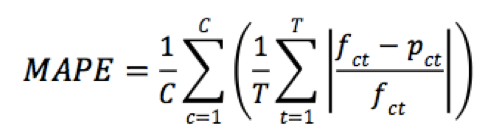 MAPE = \frac{1}{C} \sum_{c=1}^{C} \left( \frac{1}{T} \sum_{t=1}^{T} \left| \frac{f_{ct} - p_{ct}}{f_{ct}} \right| \right)